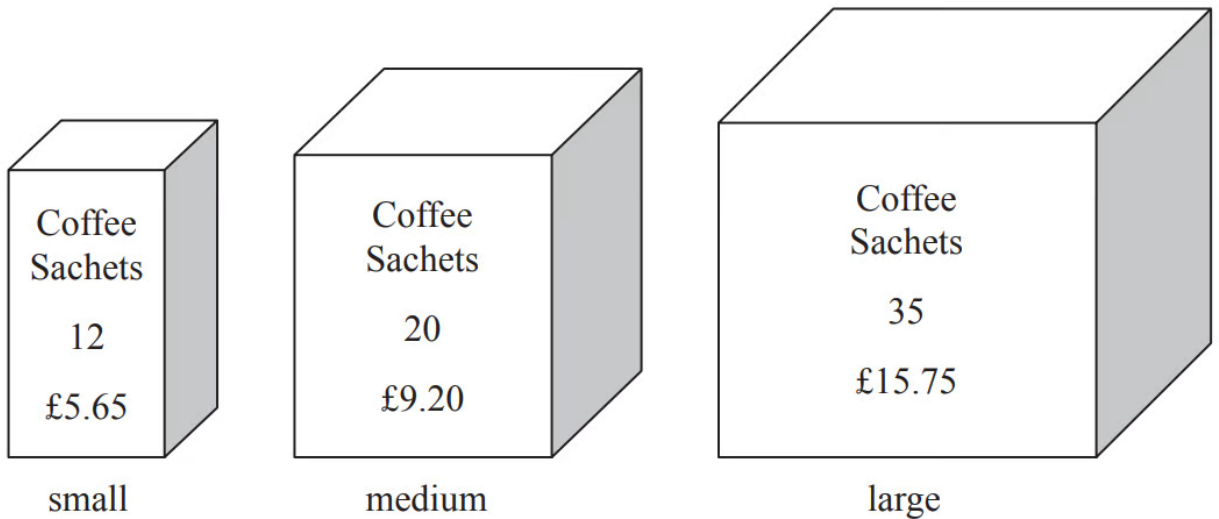 Coffee
Sachets
12
£5.65
small
Coffee
Sachets
20
£9.20
medium
Coffee
Sachets
35
£15.75
large